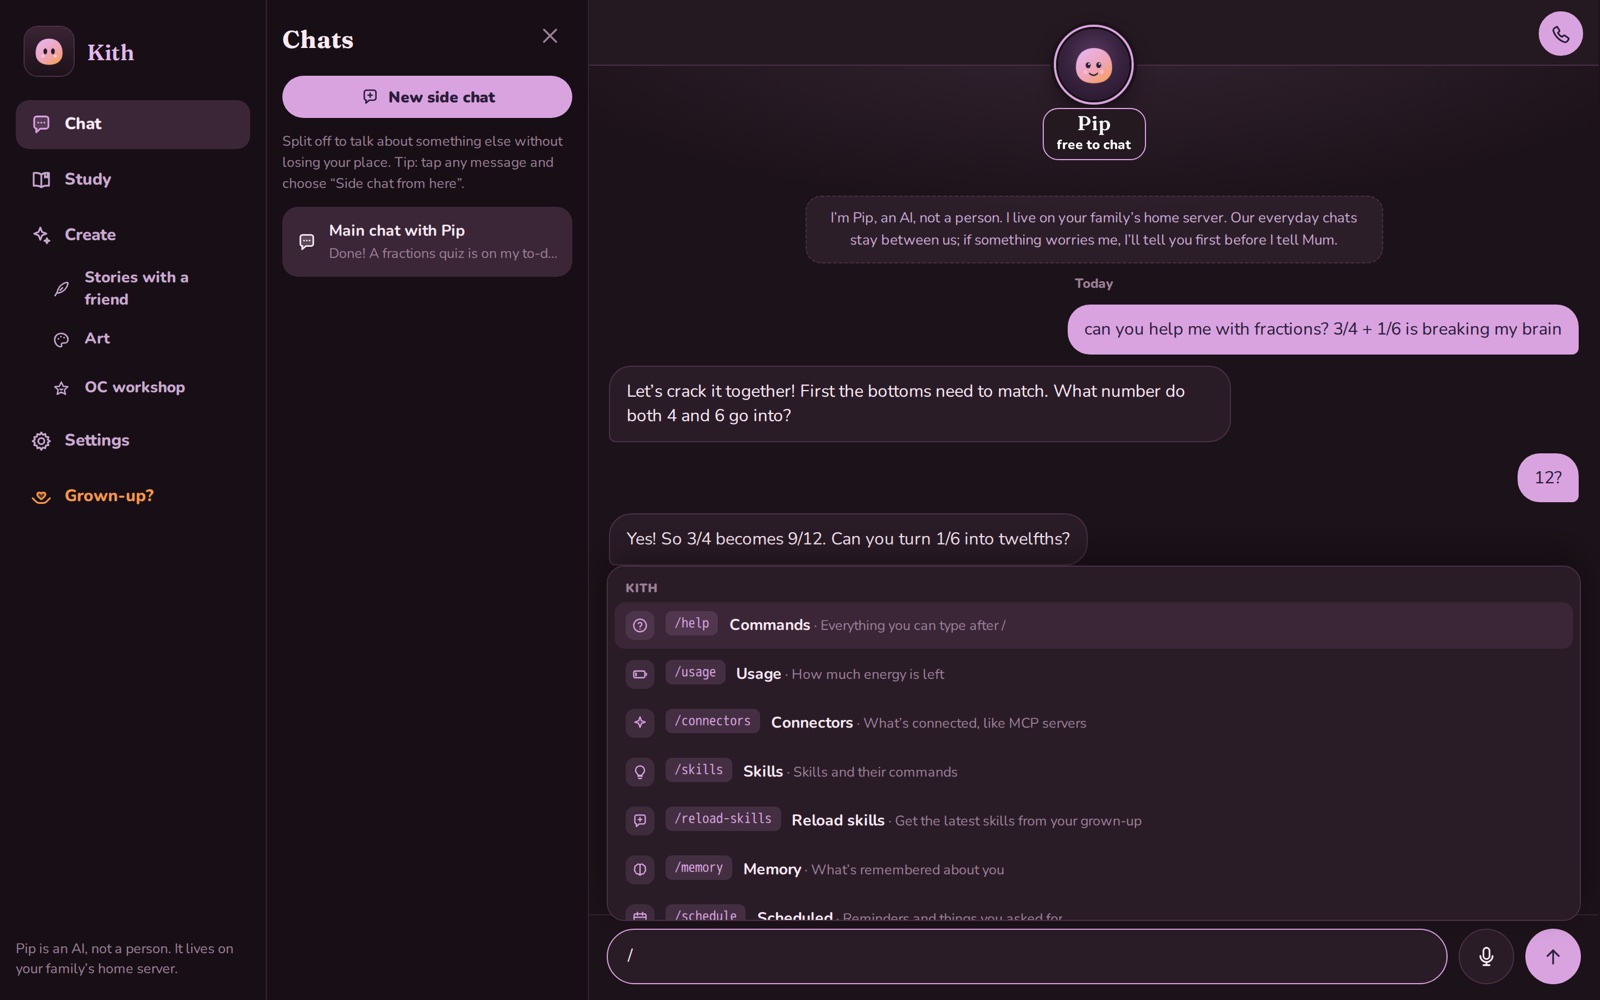 Kith
Chat
Study
Create
Stories with a
friend
Art
OC workshop
Settings
Grown-up?
Pip is an AI, not a person. It lives on
your family's home server.
Chats
New side chat
Split off to talk about something else without
losing your place. Tip: tap any message and
choose “Side chat from here”.
Main chat with Pip
Done! A fractions quiz is on my to-d…
Pip
free to chat
I’m Pip, an AI, not a person. I live on your family’s home server. Our everyday chats
stay between us; if something worries me, I’ll tell you first before I tell Mum.
Today
can you help me with fractions? 3/4 + 1/6 is breaking my brain
Let’s crack it together! First the bottoms need to match. What number do
both 4 and 6 go into?
12?
Yes! So 3/4 becomes 9/12. Can you turn 1/6 into twelfths?
KITH
/help Commands · Everything you can type after /
/usage Usage · How much energy is left
/connectors Connectors · What’s connected, like MCP servers
/skills Skills · Skills and their commands
/reload-skills Reload skills · Get the latest skills from your grown-up
/memory Memory · What’s remembered about you
/schedule Scheduled · Reminders and things you asked for
/